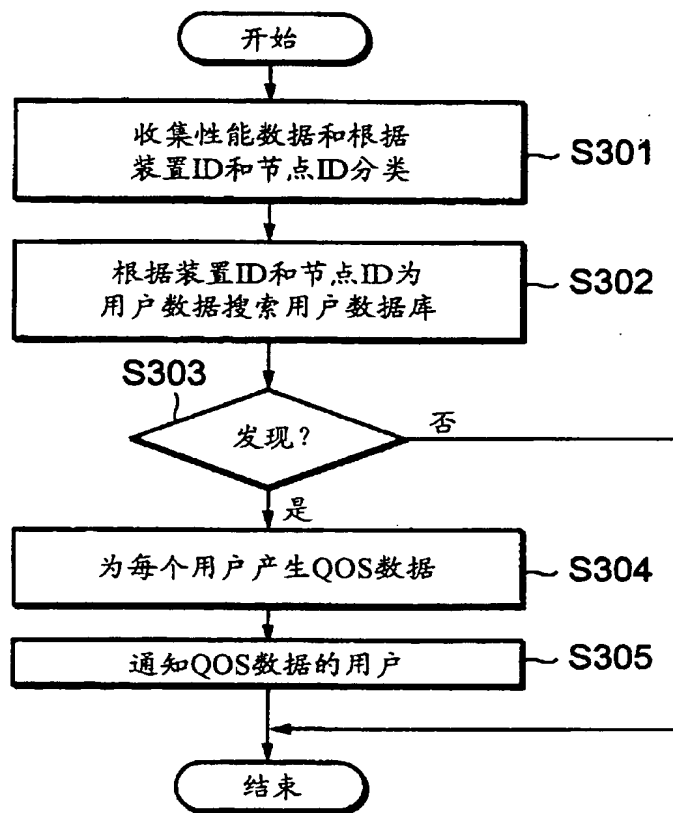 开始
收集性能数据和根据
装置ID和节点ID分类
S301
根据装置ID和节点ID为
用户数据搜索用户数据库
S302
S303
发现?
否
是
为每个用户产生QOS数据
S304
通知QOS数据的用户
S305
结束